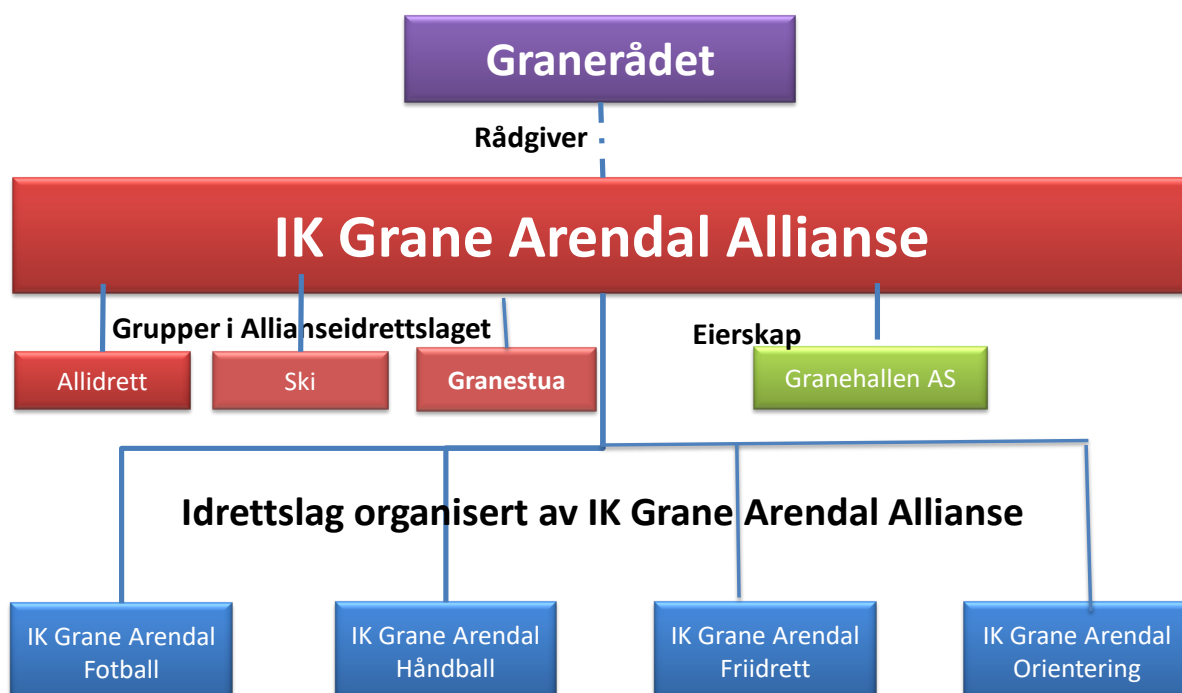 Granerådet
Rådgiver
IK Grane Arendal Allianse
Grupper i Allianseidrettslaget
Eierskap
Allidrett
Ski
Granestua
Granehallen AS
Idrettslag organisert av IK Grane Arendal Allianse
IK Grane Arendal
Fotball
IK Grane Arendal
Håndball
IK Grane Arendal
Friidrett
IK Grane Arendal
Orientering